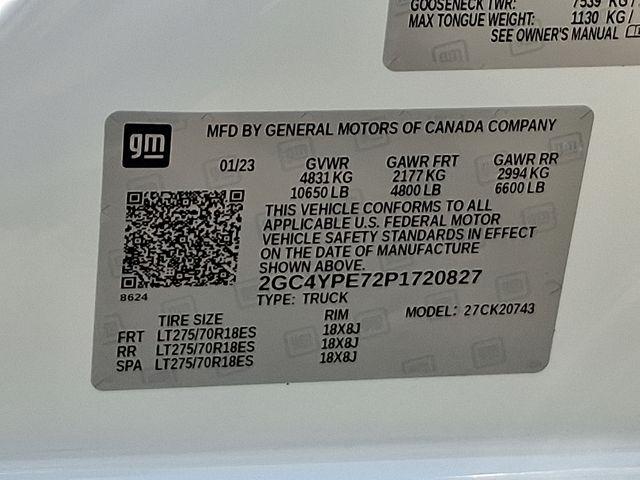 GOOSENECK TWR: 7539 KG/
MAX TONGUE WEIGHT: 1130 KG/
SEE OWNER'S MANUAL
gm
MFD BY GENERAL MOTORS OF CANADA COMPANY
01/23 GVWR GAWR FRT GAWR RR
4831 KG 2177 KG 2994 KG
10650 LB 4800 LB 6600 LB
THIS VEHICLE CONFORMS TO ALL
APPLICABLE U.S. FEDERAL MOTOR
VEHICLE SAFETY STANDARDS IN EFFECT
ON THE DATE OF MANUFACTURE
SHOWN ABOVE.
8624 2GC4YPE72P1720827
TYPE: TRUCK MODEL: 27CK20743
TIRE SIZE RIM
FRT LT275/70R18ES 18X8J
RR LT275/70R18ES 18X8J
SPA LT275/70R18ES 18X8J